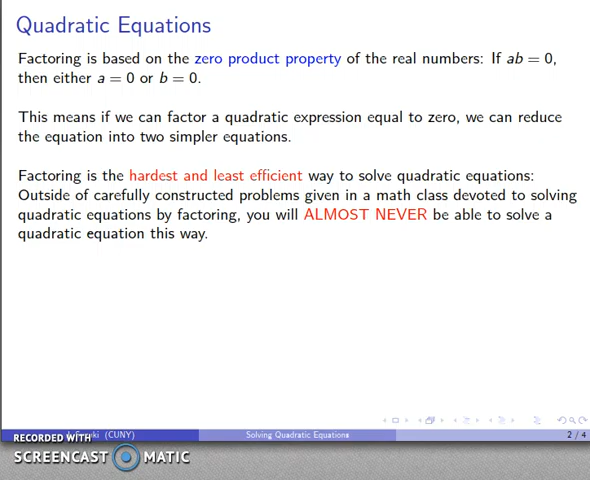 Quadratic Equations
Factoring is based on the zero product property of the real numbers: If ab = 0,
then either a = 0 or b = 0.
This means if we can factor a quadratic expression equal to zero, we can reduce
the equation into two simpler equations.
Factoring is the hardest and least efficient way to solve quadratic equations:
Outside of carefully constructed problems given in a math class devoted to solving
quadratic equations by factoring, you will ALMOST NEVER be able to solve a
quadratic equation this way.
RECORDED WITH (CUNY) Solving Quadratic Equations 2 / 4
SCREENCAST MATIC